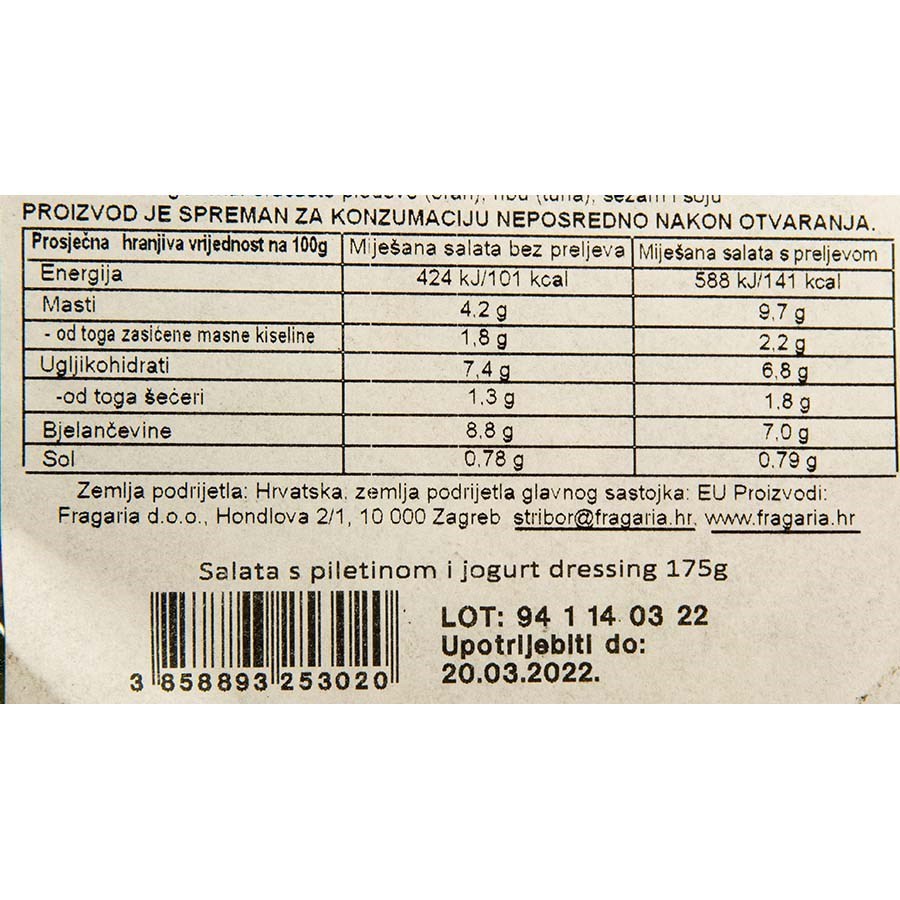 (tuna), sezam i soju
PROIZVOD JE SPREMAN ZA KONZUMACIJU NEPOSREDNO NAKON OTVARANJA.
Prosječna hranjiva vrijednost na 100g Miješana salata bez preljeva Miješana salata s preljevom
Energija 424 kJ/101 kcal 588 kJ/141 kcal
Masti 4.2 g 9,7 g
- od toga zasićene masne kiseline 1,8 g 2,2 g
Ugljikohidrati 7,4 g 6,8 g
-od toga šećeri 1,3 g 1,8 g
Bjelančevine 8,8 g 7,0 g
Sol 0,78 g 0,79 g
Zemlja podrijetla: Hrvatska, zemlja podrijetla glavnog sastojka: EU Proizvodi:
Fragaria d.o.o., Hondlova 2/1, 10 000 Zagreb stribor@fragaria.hr, www.fragaria.hr
Salata s piletinom i jogurt dressing 175g
LOT: 94 1 14 03 22
Upotrijebiti do:
20.03.2022.
3 858893 253020